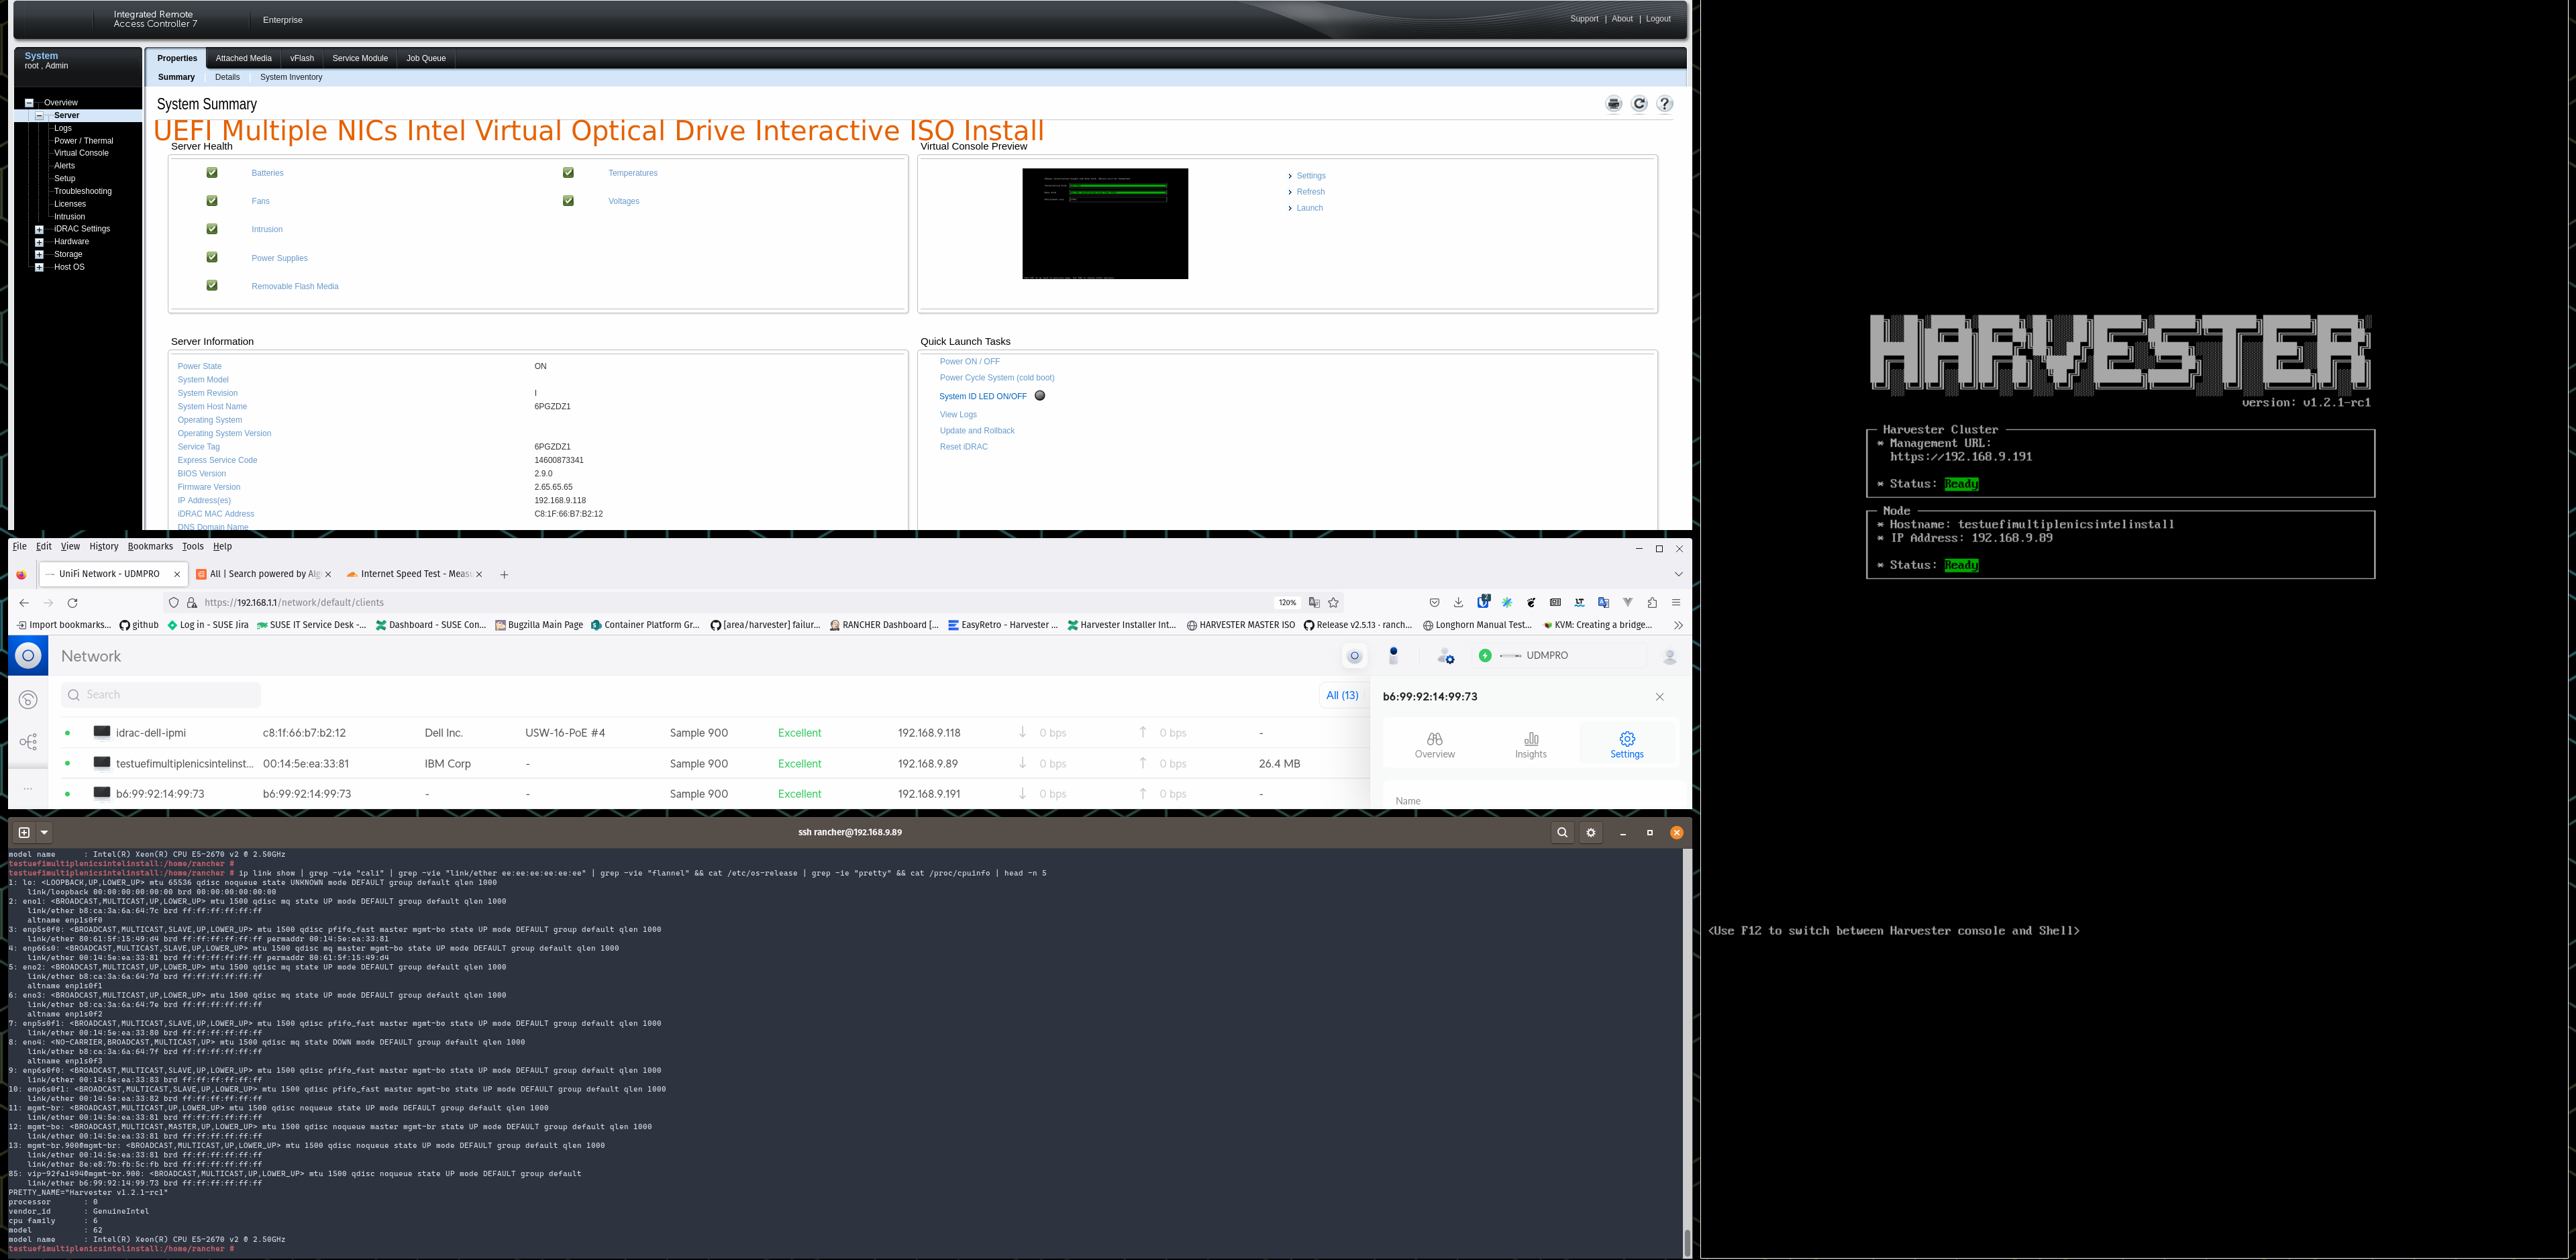 Integrated Remote
Access Controller 7
Enterprise
Support | About | Logout
System
root , Admin
Properties Attached Media vFlash Service Module Job Queue
Summary Details System Inventory
Overview
Server
Logs
Power / Thermal
Virtual Console
Alerts
Setup
Troubleshooting
Licenses
Intrusion
iDRAC Settings
Hardware
Storage
Host OS
System Summary
UEFI Multiple NICs Intel Virtual Optical Drive Interactive ISO Install
Server Health
Batteries Temperatures
Fans Voltages
Intrusion
Power Supplies
Removable Flash Media
Virtual Console Preview
Settings
Refresh
Launch
Server Information
Power State ON
System Model
System Revision I
System Host Name 6PGZDZ1
Operating System
Operating System Version
Service Tag 6PGZDZ1
Express Service Code 14600873341
BIOS Version 2.9.0
Firmware Version 2.65.65.65
IP Address(es) 192.168.9.118
iDRAC MAC Address C8:1F:66:B7:B2:12
DNS Domain Name
Quick Launch Tasks
Power ON / OFF
Power Cycle System (cold boot)
System ID LED ON/OFF
View Logs
Update and Rollback
Reset iDRAC
File Edit View History Bookmarks Tools Help
UniFi Network - UDMPRO All | Search powered by Alg Internet Speed Test - Meas
https://192.168.1.1/network/default/clients 120%
Import bookmarks... github Log in - SUSE Jira SUSE IT Service Desk -... Dashboard - SUSE Con... Bugzilla Main Page Container Platform Gr... [area/harvester] failur... RANCHER Dashboard [... EasyRetro - Harvester ... Harvester Installer Int... HARVESTER MASTER ISO Release v2.5.13 · ranch... Longhorn Manual Test... KVM: Creating a bridge...
Network UDMPRO
Search All (13)
idrac-dell-ipmi c8:1f:66:b7:b2:12 Dell Inc. USW-16-PoE #4 Sample 900 Excellent 192.168.9.118 0 bps 0 bps -
testuefimultiplenicsintelinst... 00:14:5e:ea:33:81 IBM Corp - Sample 900 Excellent 192.168.9.89 0 bps 0 bps 26.4 MB
b6:99:92:14:99:73 b6:99:92:14:99:73 - - Sample 900 Excellent 192.168.9.191 0 bps 0 bps -
b6:99:92:14:99:73
Overview Insights Settings
Name
ssh rancher@192.168.9.89
model name : Intel(R) Xeon(R) CPU E5-2670 v2 @ 2.50GHz
testuefimultiplenicsintelinstall:/home/rancher #
testuefimultiplenicsintelinstall:/home/rancher # ip link show | grep -vie "cali" | grep -vie "link/ether ee:ee:ee:ee:ee:ee" | grep -vie "flannel" && cat /etc/os-release | grep -ie "pretty" && cat /proc/cpuinfo | head -n 5
1: lo: <LOOPBACK,UP,LOWER_UP> mtu 65536 qdisc noqueue state UNKNOWN mode DEFAULT group default qlen 1000
link/loopback 00:00:00:00:00:00 brd 00:00:00:00:00:00
2: eno1: <BROADCAST,MULTICAST,UP,LOWER_UP> mtu 1500 qdisc mq state UP mode DEFAULT group default qlen 1000
link/ether b8:ca:3a:6a:64:7c brd ff:ff:ff:ff:ff:ff
altname enp1s0f0
3: enp5s0f0: <BROADCAST,MULTICAST,SLAVE,UP,LOWER_UP> mtu 1500 qdisc pfifo_fast master mgmt-bo state UP mode DEFAULT group default qlen 1000
link/ether 80:61:5f:15:49:d4 brd ff:ff:ff:ff:ff:ff permaddr 00:14:5e:ea:33:81
4: enp66s0: <BROADCAST,MULTICAST,SLAVE,UP,LOWER_UP> mtu 1500 qdisc mq master mgmt-bo state UP mode DEFAULT group default qlen 1000
link/ether 00:14:5e:ea:33:81 brd ff:ff:ff:ff:ff:ff permaddr 80:61:5f:15:49:d4
5: eno2: <BROADCAST,MULTICAST,UP,LOWER_UP> mtu 1500 qdisc mq state UP mode DEFAULT group default qlen 1000
link/ether b8:ca:3a:6a:64:7d brd ff:ff:ff:ff:ff:ff
altname enp1s0f1
6: eno3: <BROADCAST,MULTICAST,UP,LOWER_UP> mtu 1500 qdisc mq state UP mode DEFAULT group default qlen 1000
link/ether b8:ca:3a:6a:64:7e brd ff:ff:ff:ff:ff:ff
altname enp1s0f2
7: enp5s0f1: <BROADCAST,MULTICAST,SLAVE,UP,LOWER_UP> mtu 1500 qdisc pfifo_fast master mgmt-bo state UP mode DEFAULT group default qlen 1000
link/ether 00:14:5e:ea:33:80 brd ff:ff:ff:ff:ff:ff
8: eno4: <NO-CARRIER,BROADCAST,MULTICAST,UP> mtu 1500 qdisc mq state DOWN mode DEFAULT group default qlen 1000
link/ether b8:ca:3a:6a:64:7f brd ff:ff:ff:ff:ff:ff
altname enp1s0f3
9: enp6s0f0: <BROADCAST,MULTICAST,SLAVE,UP,LOWER_UP> mtu 1500 qdisc pfifo_fast master mgmt-bo state UP mode DEFAULT group default qlen 1000
link/ether 00:14:5e:ea:33:83 brd ff:ff:ff:ff:ff:ff
10: enp6s0f1: <BROADCAST,MULTICAST,SLAVE,UP,LOWER_UP> mtu 1500 qdisc pfifo_fast master mgmt-bo state UP mode DEFAULT group default qlen 1000
link/ether 00:14:5e:ea:33:82 brd ff:ff:ff:ff:ff:ff
11: mgmt-br: <BROADCAST,MULTICAST,UP,LOWER_UP> mtu 1500 qdisc noqueue state UP mode DEFAULT group default qlen 1000
link/ether 00:14:5e:ea:33:81 brd ff:ff:ff:ff:ff:ff
12: mgmt-bo: <BROADCAST,MULTICAST,MASTER,UP,LOWER_UP> mtu 1500 qdisc noqueue master mgmt-br state UP mode DEFAULT group default qlen 1000
link/ether 00:14:5e:ea:33:81 brd ff:ff:ff:ff:ff:ff
13: mgmt-br.900@mgmt-br: <BROADCAST,MULTICAST,UP,LOWER_UP> mtu 1500 qdisc noqueue state UP mode DEFAULT group default qlen 1000
link/ether 00:14:5e:ea:33:81 brd ff:ff:ff:ff:ff:ff
link/ether 8e:e8:7b:fb:5c:fb brd ff:ff:ff:ff:ff:ff
85: vip-92fa1494@mgmt-br.900: <BROADCAST,MULTICAST,UP,LOWER_UP> mtu 1500 qdisc noqueue state UP mode DEFAULT group default
link/ether b6:99:92:14:99:73 brd ff:ff:ff:ff:ff:ff
PRETTY_NAME="Harvester v1.2.1-rc1"
processor : 0
vendor_id : GenuineIntel
cpu family : 6
model : 62
model name : Intel(R) Xeon(R) CPU E5-2670 v2 @ 2.50GHz
testuefimultiplenicsintelinstall:/home/rancher #
HARVESTER
version: v1.2.1-rc1
Harvester Cluster
* Management URL:
https://192.168.9.191
* Status: Ready
Node
* Hostname: testuefimultiplenicsintelinstall
* IP Address: 192.168.9.89
* Status: Ready
<Use F12 to switch between Harvester console and Shell>